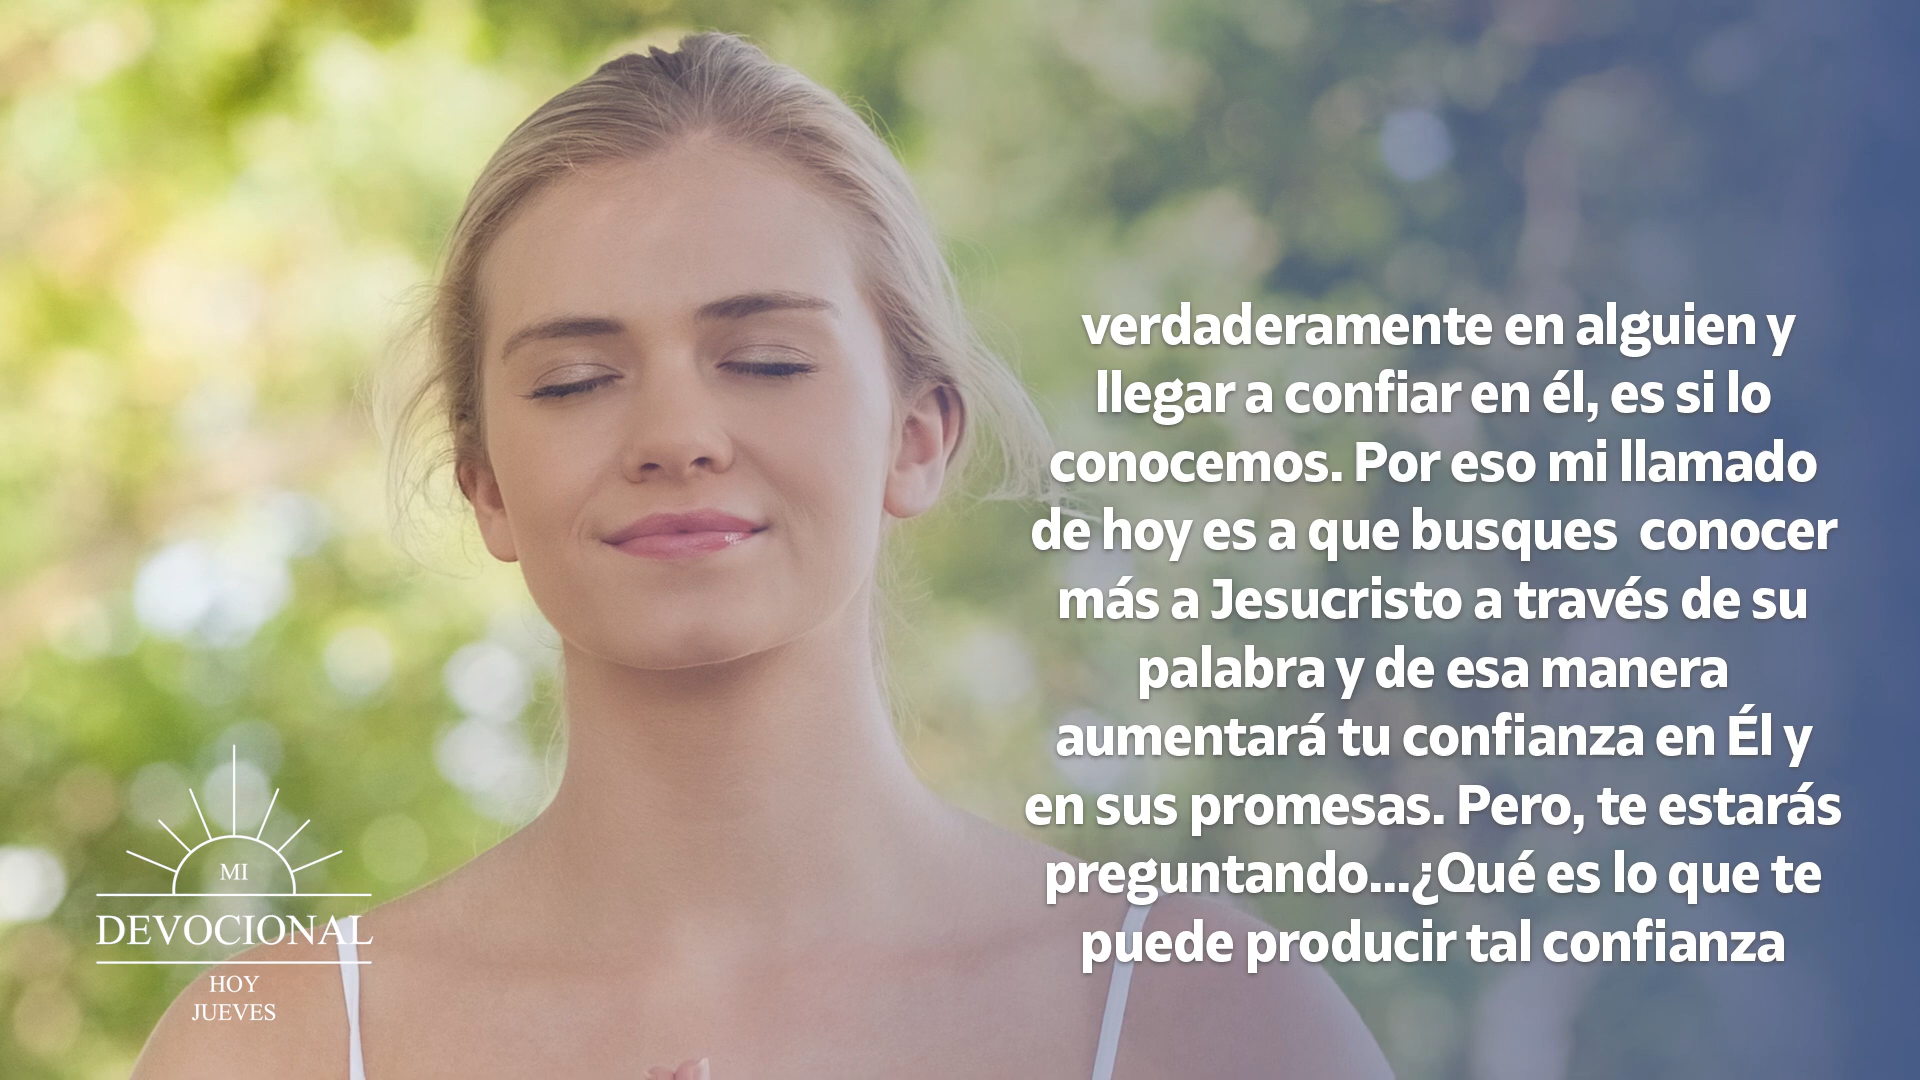 verdaderamente en alguien y
llegar a confiar en él, es si lo
conocemos. Por eso mi llamado
de hoy es a que busques  conocer
más a Jesucristo a través de su
palabra y de esa manera
aumentará tu confianza en Él y
en sus promesas. Pero, te estarás
preguntando...¿Qué es lo que te
puede producir tal confianza
MI
DEVOCIONAL
HOY
JUEVES